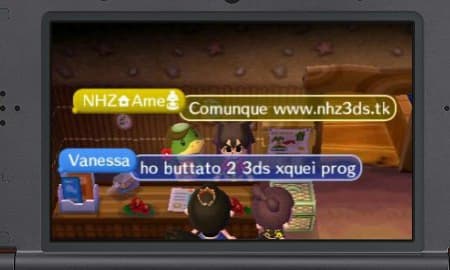 NHZ Ame
Comunque www.nhz3ds.tk
Vanessa
ho buttato 2 3ds xquei prog